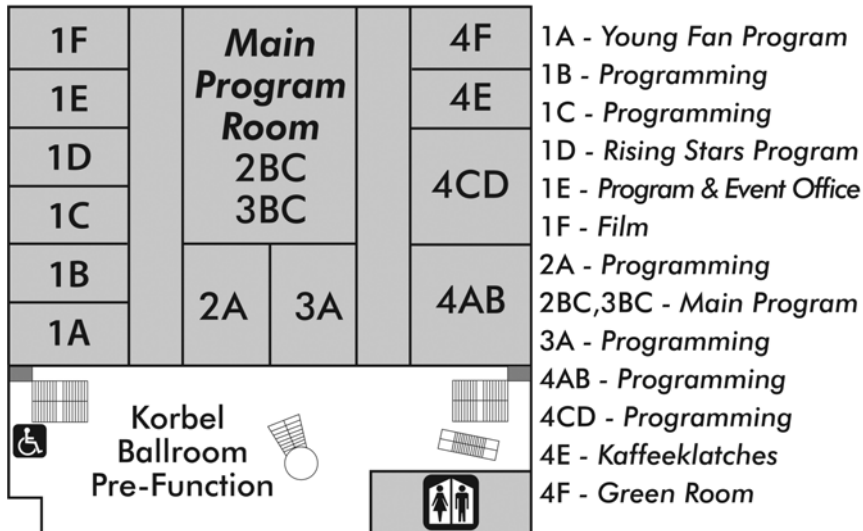 1F
1E
1D
1C
1B
1A
Main
Program
Room
2BC
3BC
2A
3A
4F
4E
4CD
4AB
Korbel
Ballroom
Pre-Function
1A - Young Fan Program
1B - Programming
1C - Programming
1D - Rising Stars Program
1E - Program & Event Office
1F - Film
2A - Programming
2BC,3BC - Main Program
3A - Programming
4AB - Programming
4CD - Programming
4E - Kaffeeklatches
4F - Green Room